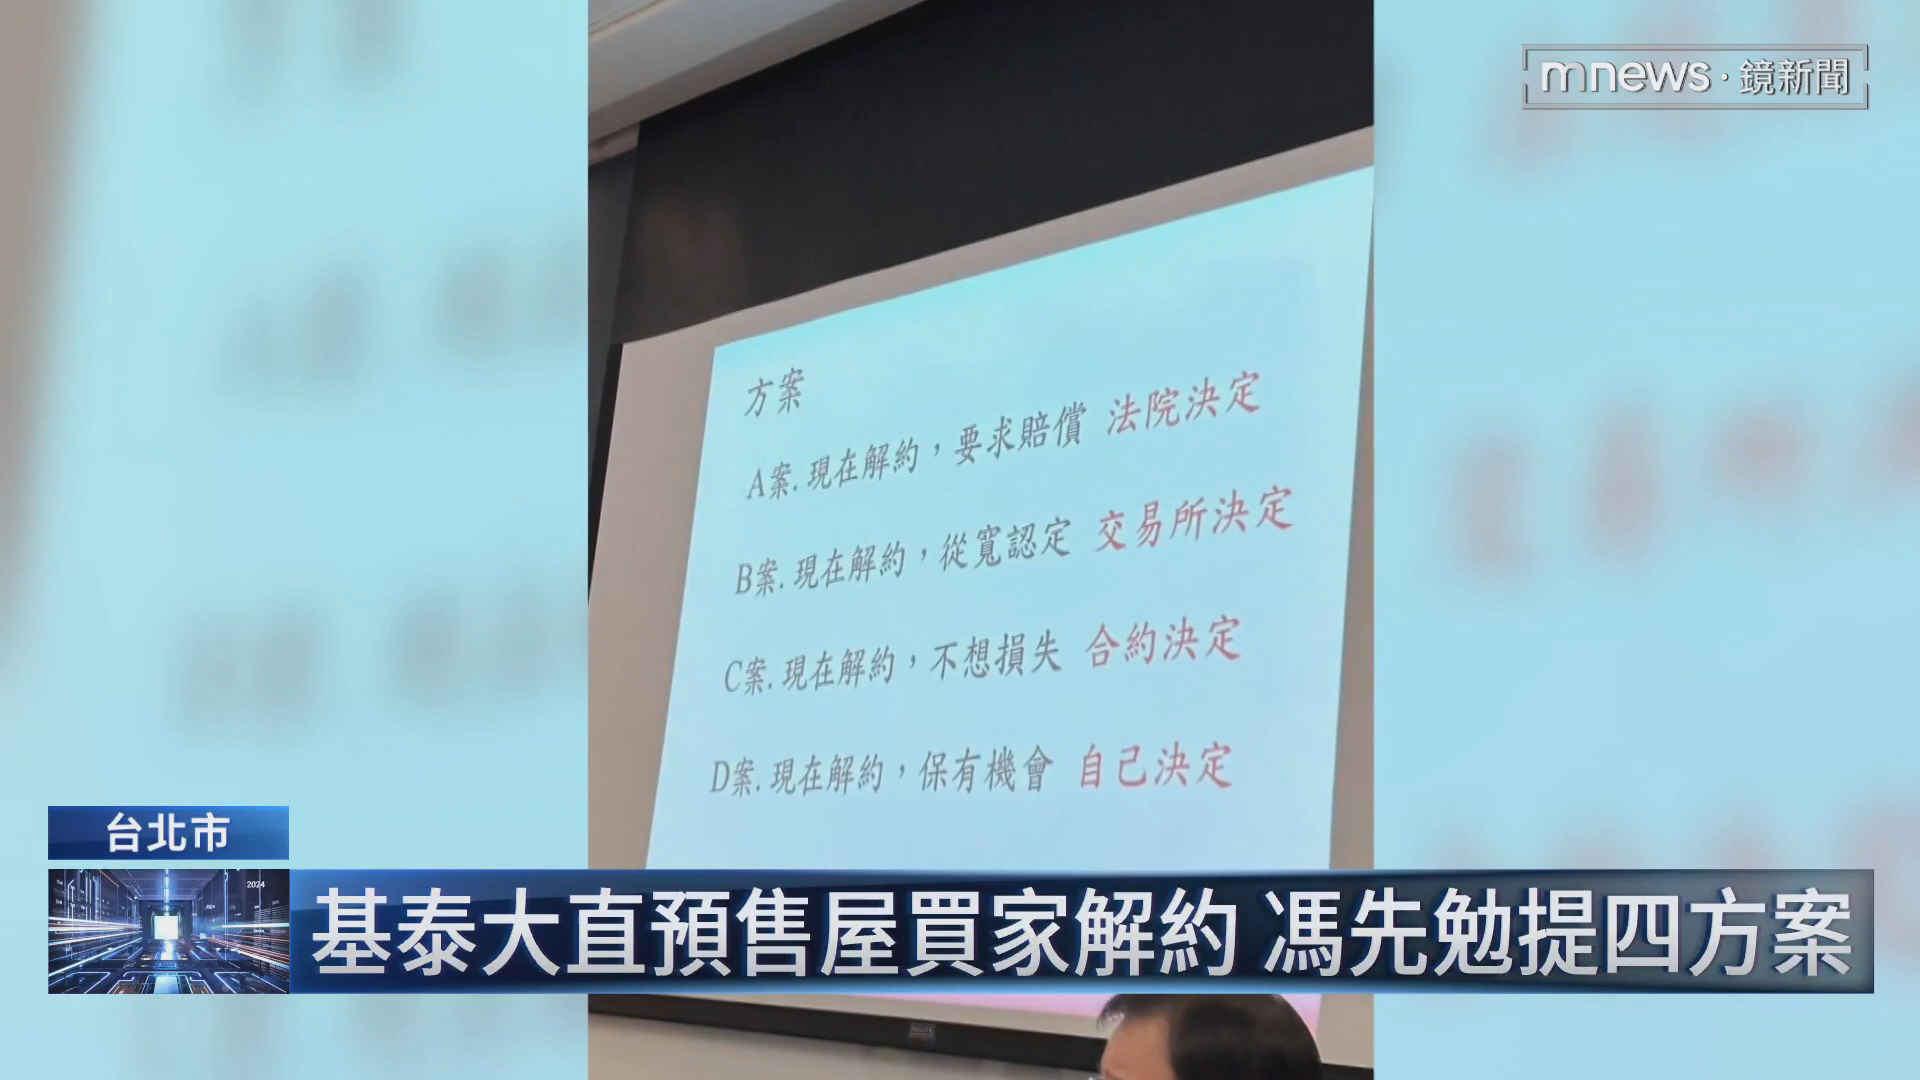 mnews·鏡新聞
方案
A案.現在解約，要求賠償 法院決定
B案.現在解約，從寬認定 交易所決定
C案.現在解約，不想損失 合約決定
D案.現在解約，保有機會 自己決定
台北市
2024
基泰大直預售屋買家解約 馮先勉提四方案